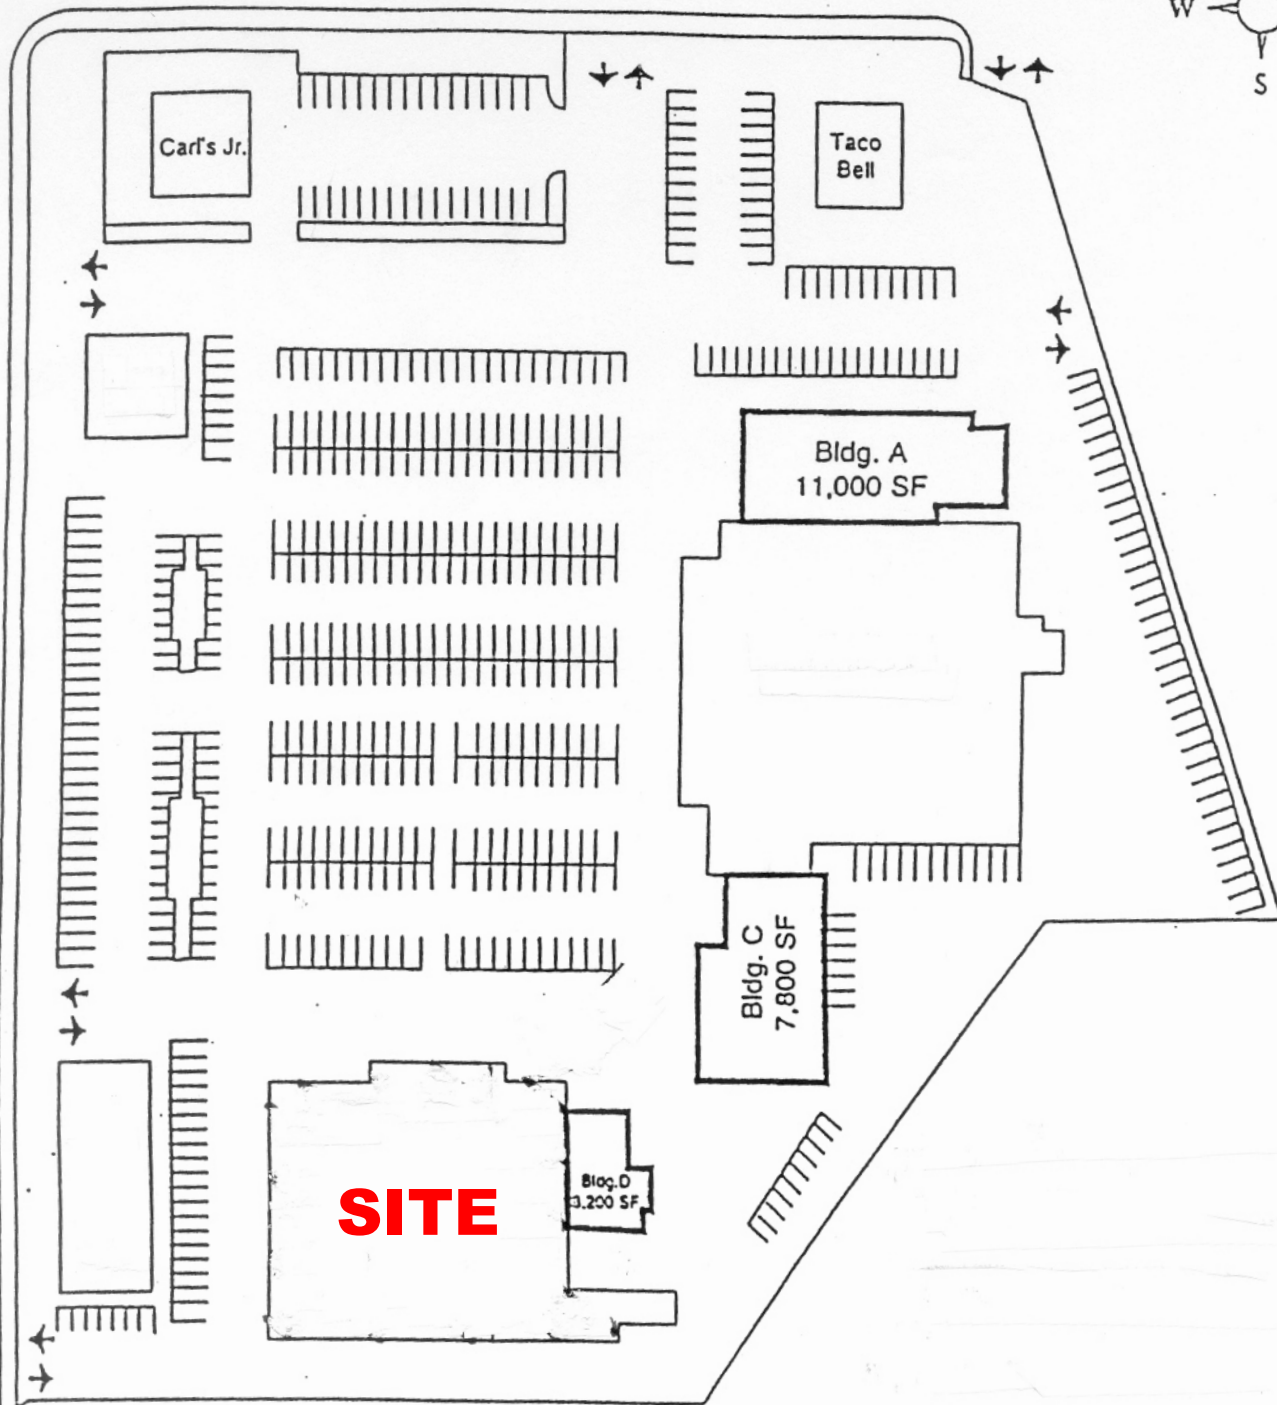 W
S
Carl's Jr.
Taco
Bell
Bldg. A
11,000 SF
Bldg. C
7,800 SF
Bldg.D
3,200 SF
SITE